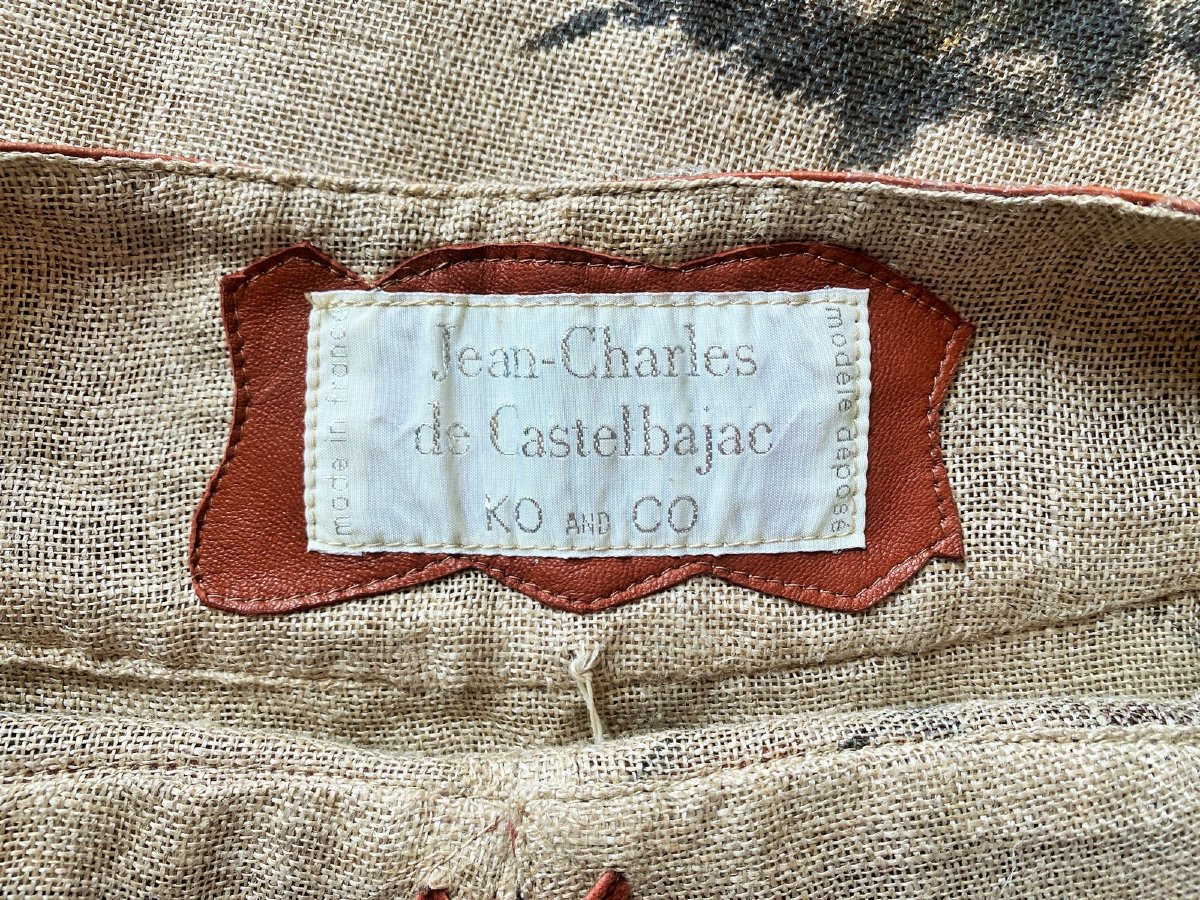 Jean-Charles
de Castelbajac
KO AND CO
made in france
modèle déposé